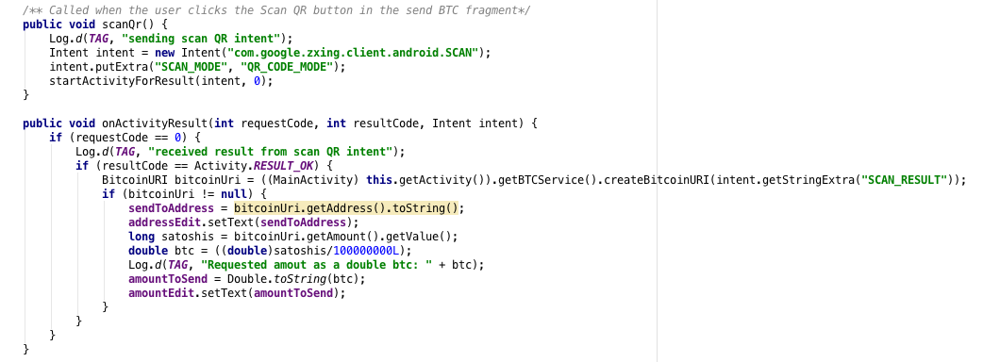 /** Called when the user clicks the Scan QR button in the send BTC fragment*/
public void scanQr() {
    Log.d(TAG, "sending scan QR intent");
    Intent intent = new Intent("com.google.zxing.client.android.SCAN");
    intent.putExtra("SCAN_MODE", "QR_CODE_MODE");
    startActivityForResult(intent, 0);
}
public void onActivityResult(int requestCode, int resultCode, Intent intent) {
    if (requestCode == 0) {
        Log.d(TAG, "received result from scan QR intent");
        if (resultCode == Activity.RESULT_OK) {
            BitcoinURI bitcoinUri = ((MainActivity) this.getActivity()).getBTCService().createBitcoinURI(intent.getStringExtra("SCAN_RESULT"));
            if (bitcoinUri != null) {
                sendToAddress = bitcoinUri.getAddress().toString();
                addressEdit.setText(sendToAddress);
                long satoshis = bitcoinUri.getAmount().getValue();
                double btc = ((double)satoshis/100000000L);
                Log.d(TAG, "Requested amout as a double btc: " + btc);
                amountToSend = Double.toString(btc);
                amountEdit.setText(amountToSend);
            }
        }
    }
}